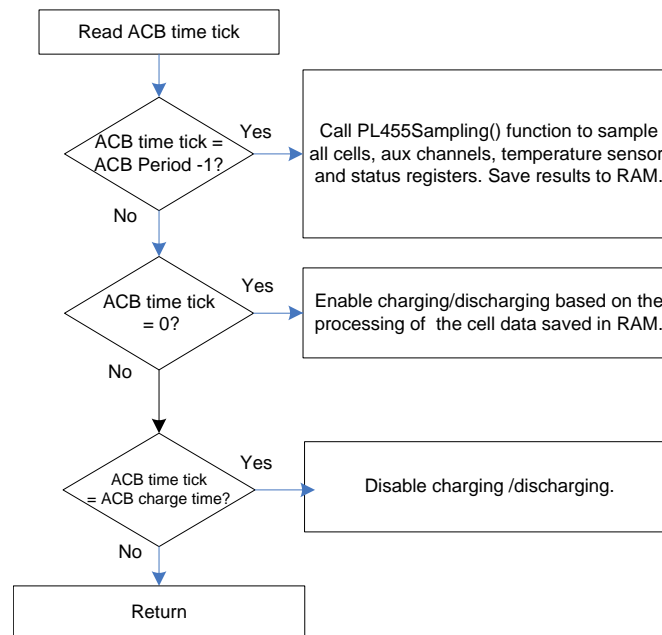 Read ACB time tick
ACB time tick =
ACB Period -1?
Yes
Call PL455Sampling() function to sample
all cells, aux channels, temperature sensor
and status registers. Save results to RAM.
No
ACB time tick
= 0?
Yes
Enable charging/discharging based on the
processing of  the cell data saved in RAM.
No
ACB time tick
= ACB charge time?
Yes
Disable charging /discharging.
No
Return